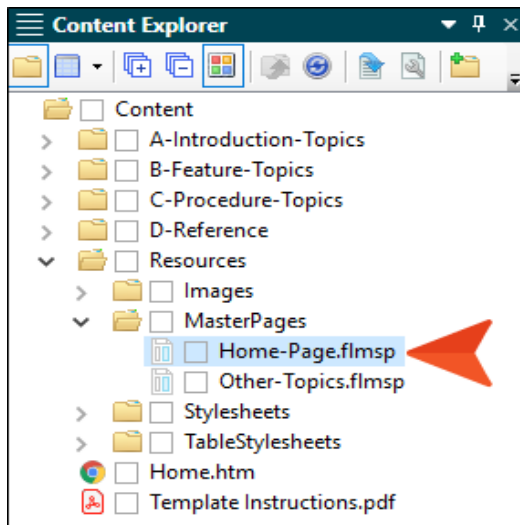 Content Explorer
Content
A-Introduction-Topics
B-Feature-Topics
C-Procedure-Topics
D-Reference
Resources
Images
MasterPages
Home-Page.flmsp
Other-Topics.flmsp
Stylesheets
TableStylesheets
Home.htm
Template Instructions.pdf